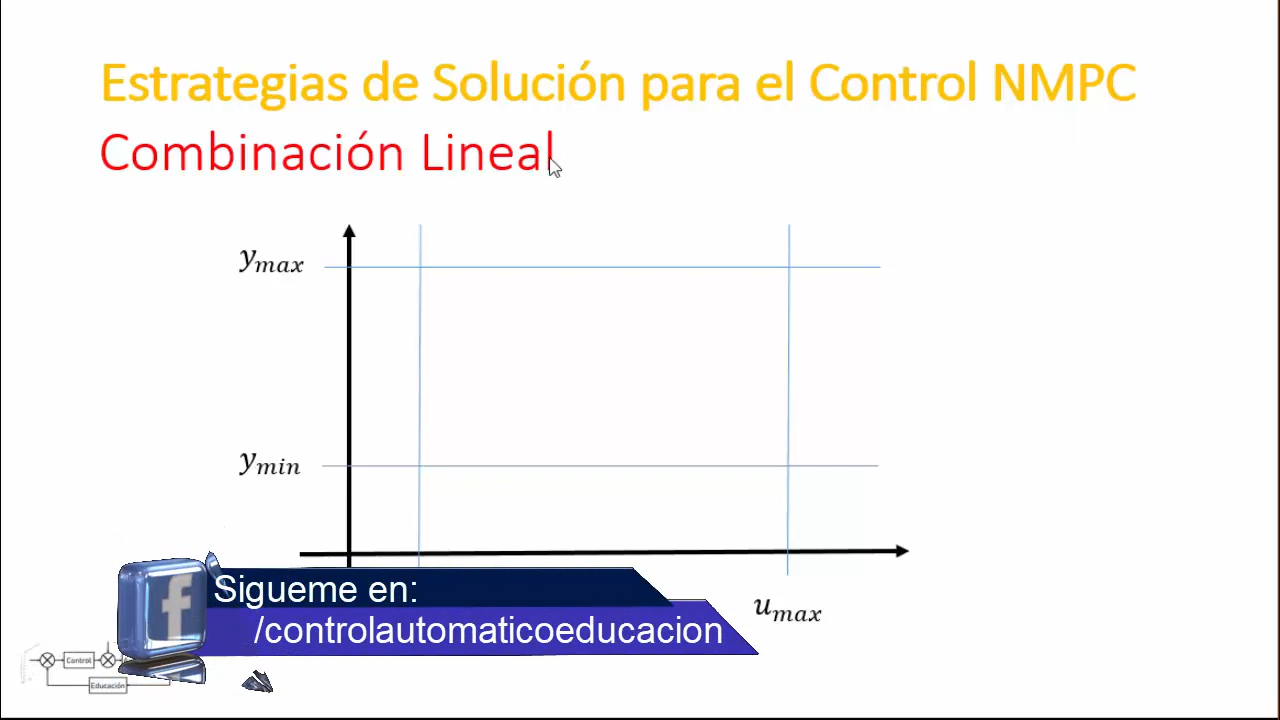 Estrategias de Solución para el Control NMPC
Combinación Lineal
y_max
y_min
u_max
Sigueme en:
/controlautomaticoeducacion
Control
Educación